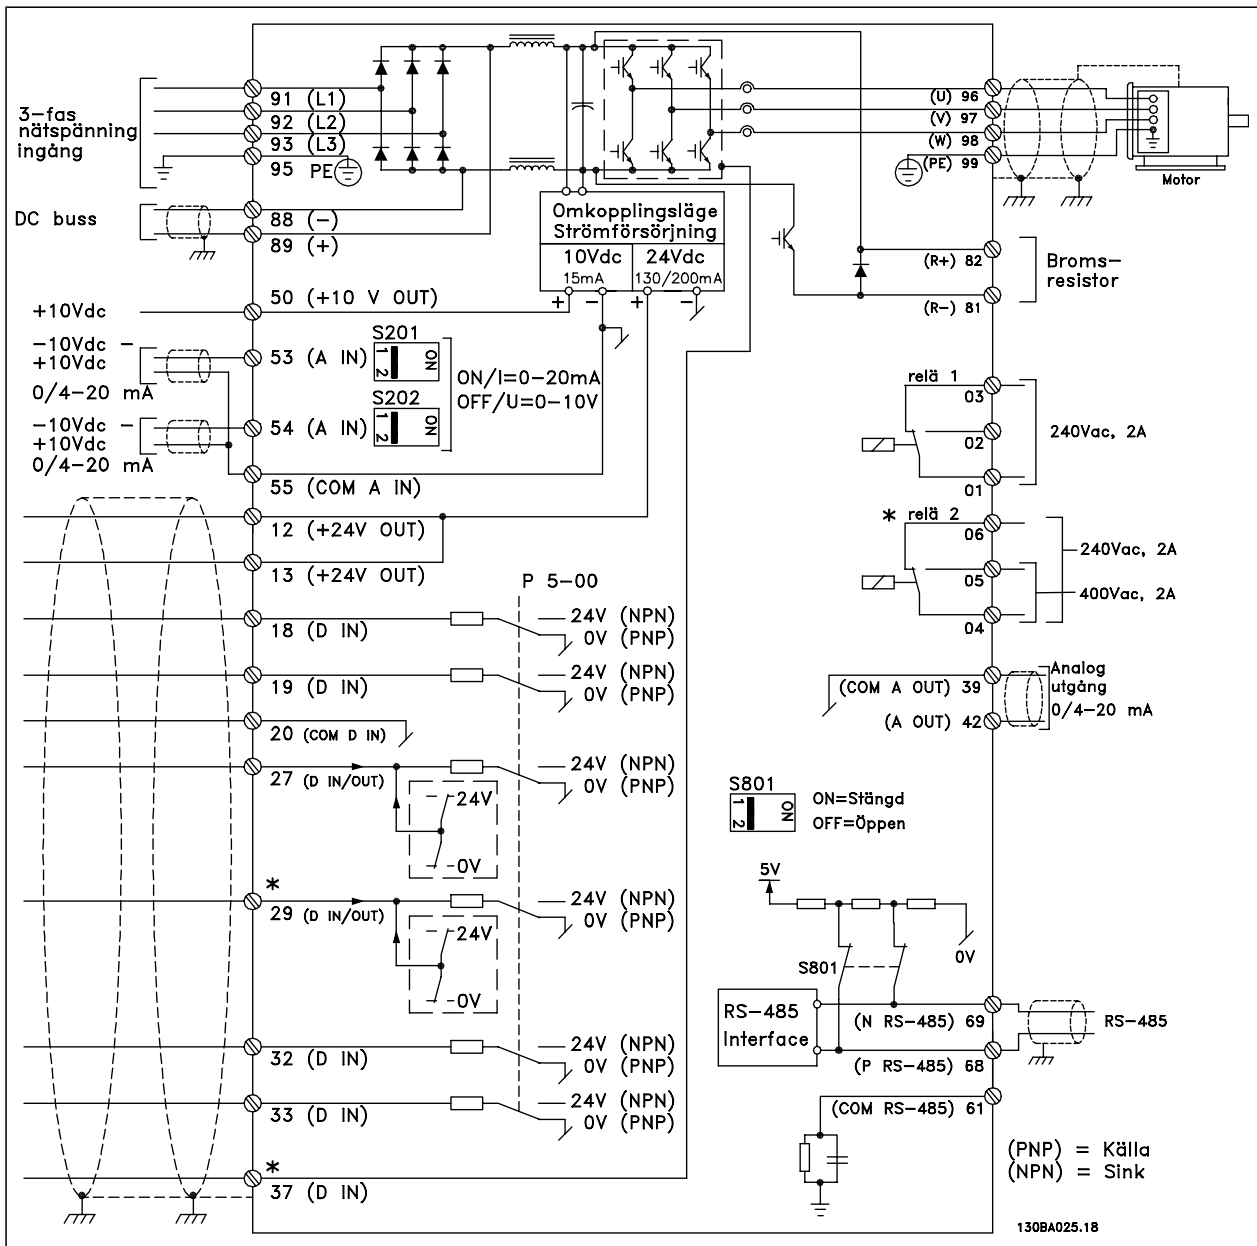 3-fas
nätspänning
ingång
91 (L1)
92 (L2)
93 (L3)
95 PE
DC buss
88 (-)
89 (+)
+10Vdc
50 (+10 V OUT)
-10Vdc -
+10Vdc
0/4-20 mA
53 (A IN)
S201
1 2
ON
-10Vdc -
+10Vdc
0/4-20 mA
54 (A IN)
S202
1 2
ON
ON/I=0-20mA
OFF/U=0-10V
55 (COM A IN)
12 (+24V OUT)
13 (+24V OUT)
P 5-00
18 (D IN)
24V (NPN)
0V (PNP)
19 (D IN)
24V (NPN)
0V (PNP)
20 (COM D IN)
27 (D IN/OUT)
24V (NPN)
0V (PNP)
24V
0V
*
29 (D IN/OUT)
24V (NPN)
0V (PNP)
24V
0V
32 (D IN)
24V (NPN)
0V (PNP)
33 (D IN)
24V (NPN)
0V (PNP)
*
37 (D IN)
Omkopplingsläge
Strömförsörjning
10Vdc
15mA
24Vdc
130/200mA
+ - + -
(U) 96
(V) 97
(W) 98
(PE) 99
Motor
(R+) 82
(R-) 81
Broms-
resistor
relä 1
03
02
01
240Vac, 2A
* relä 2
06
05
04
240Vac, 2A
400Vac, 2A
(COM A OUT) 39
(A OUT) 42
Analog
utgång
0/4-20 mA
S801
1 2
ON
ON=Stängd
OFF=Öppen
5V
S801
0V
RS-485
Interface
(N RS-485) 69
(P RS-485) 68
RS-485
(COM RS-485) 61
(PNP) = Källa
(NPN) = Sink
130BA025.18